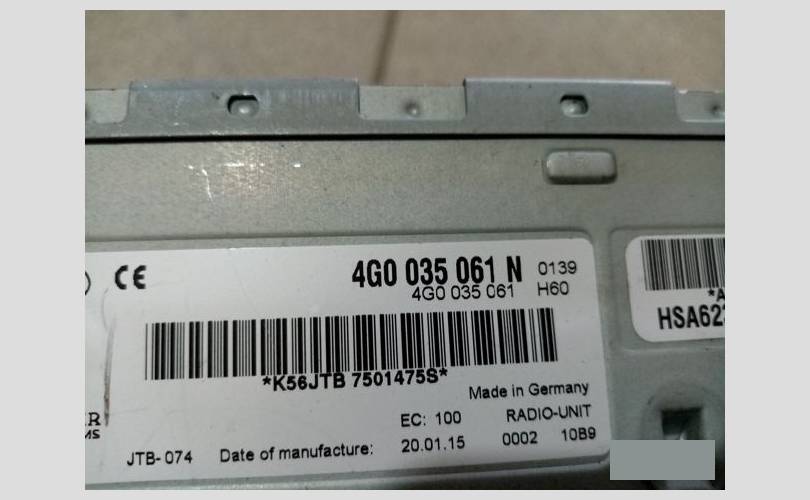 CE 4G0 035 061 N 0139
4G0 035 061 H60
*K56JTB 7501475S*
Made in Germany
EC: 100 RADIO-UNIT
JTB- 074 Date of manufacture: 20.01.15 0002 10B9
*A
HSA62